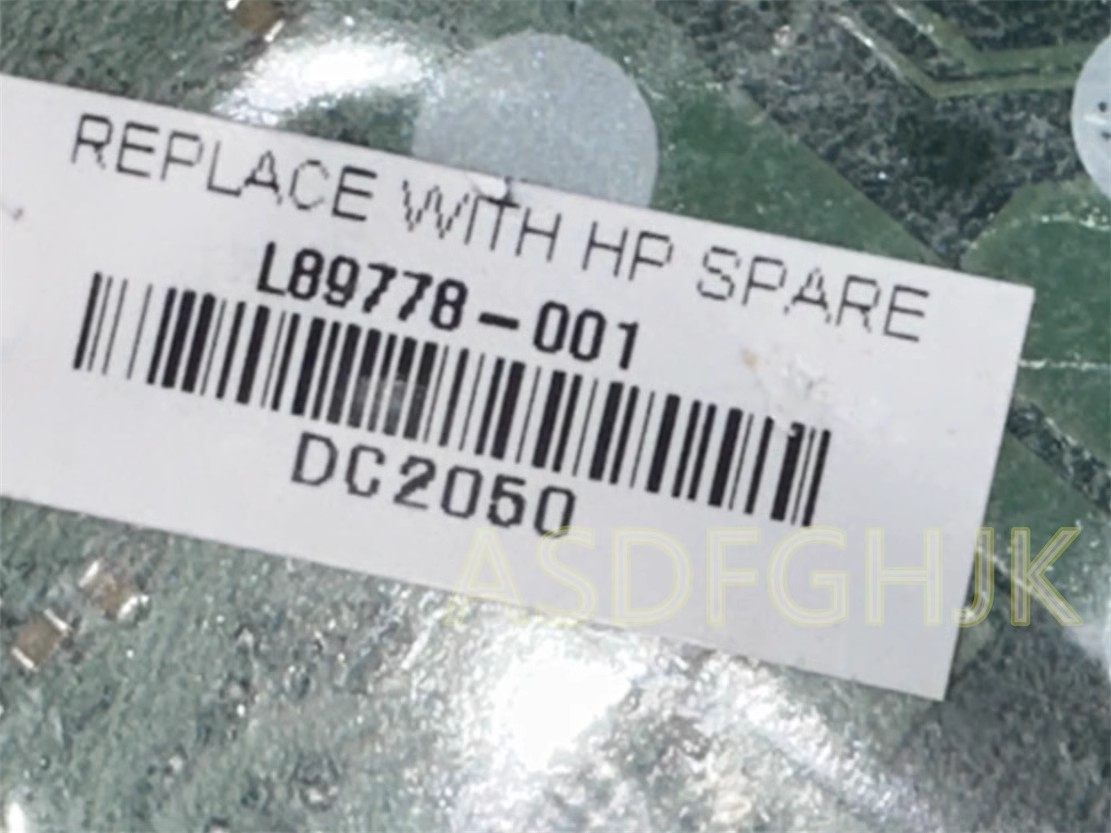 REPLACE WITH HP SPARE
L89778-001
DC2050
ASDFGHJK